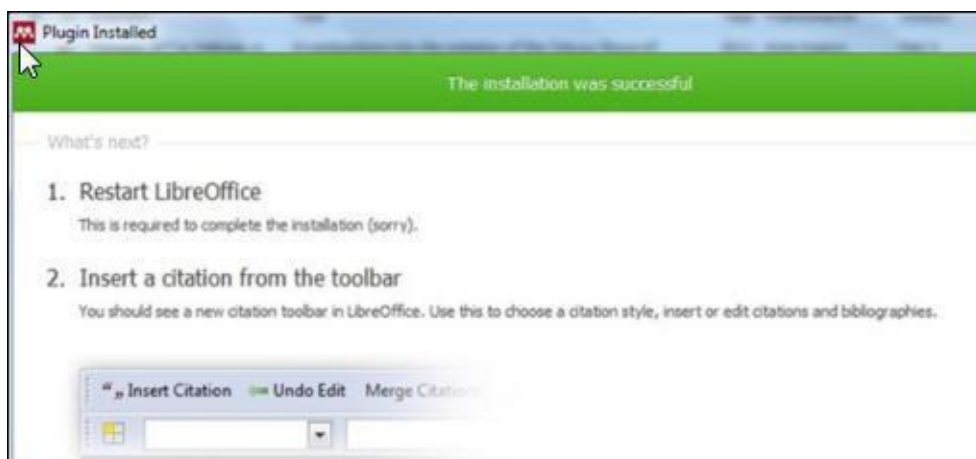 Plugin Installed
The installation was successful
What's next?
1. Restart LibreOffice
This is required to complete the installation (sorry).
2. Insert a citation from the toolbar
You should see a new citation toolbar in LibreOffice. Use this to choose a citation style, insert or edit citations and bibliographies.
“„ Insert Citation Undo Edit Merge Citations